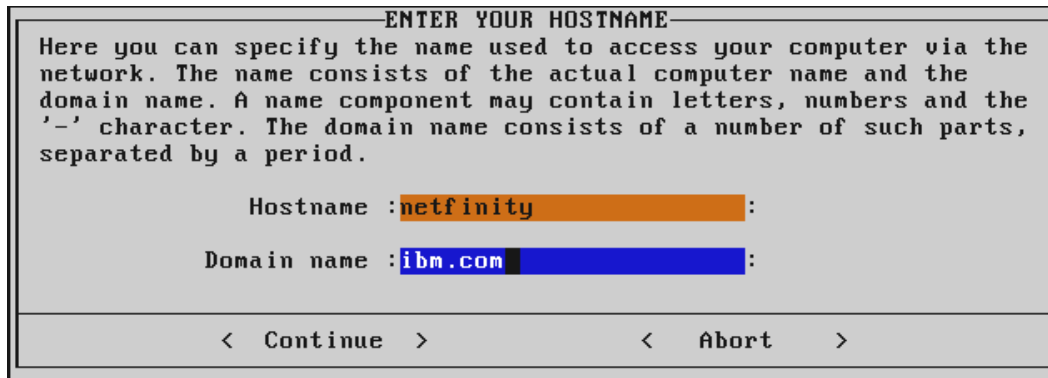 ENTER YOUR HOSTNAME
Here you can specify the name used to access your computer via the
network. The name consists of the actual computer name and the
domain name. A name component may contain letters, numbers and the
'-' character. The domain name consists of a number of such parts,
separated by a period.
Hostname :netfinity :
Domain name :ibm.com :
< Continue > < Abort >